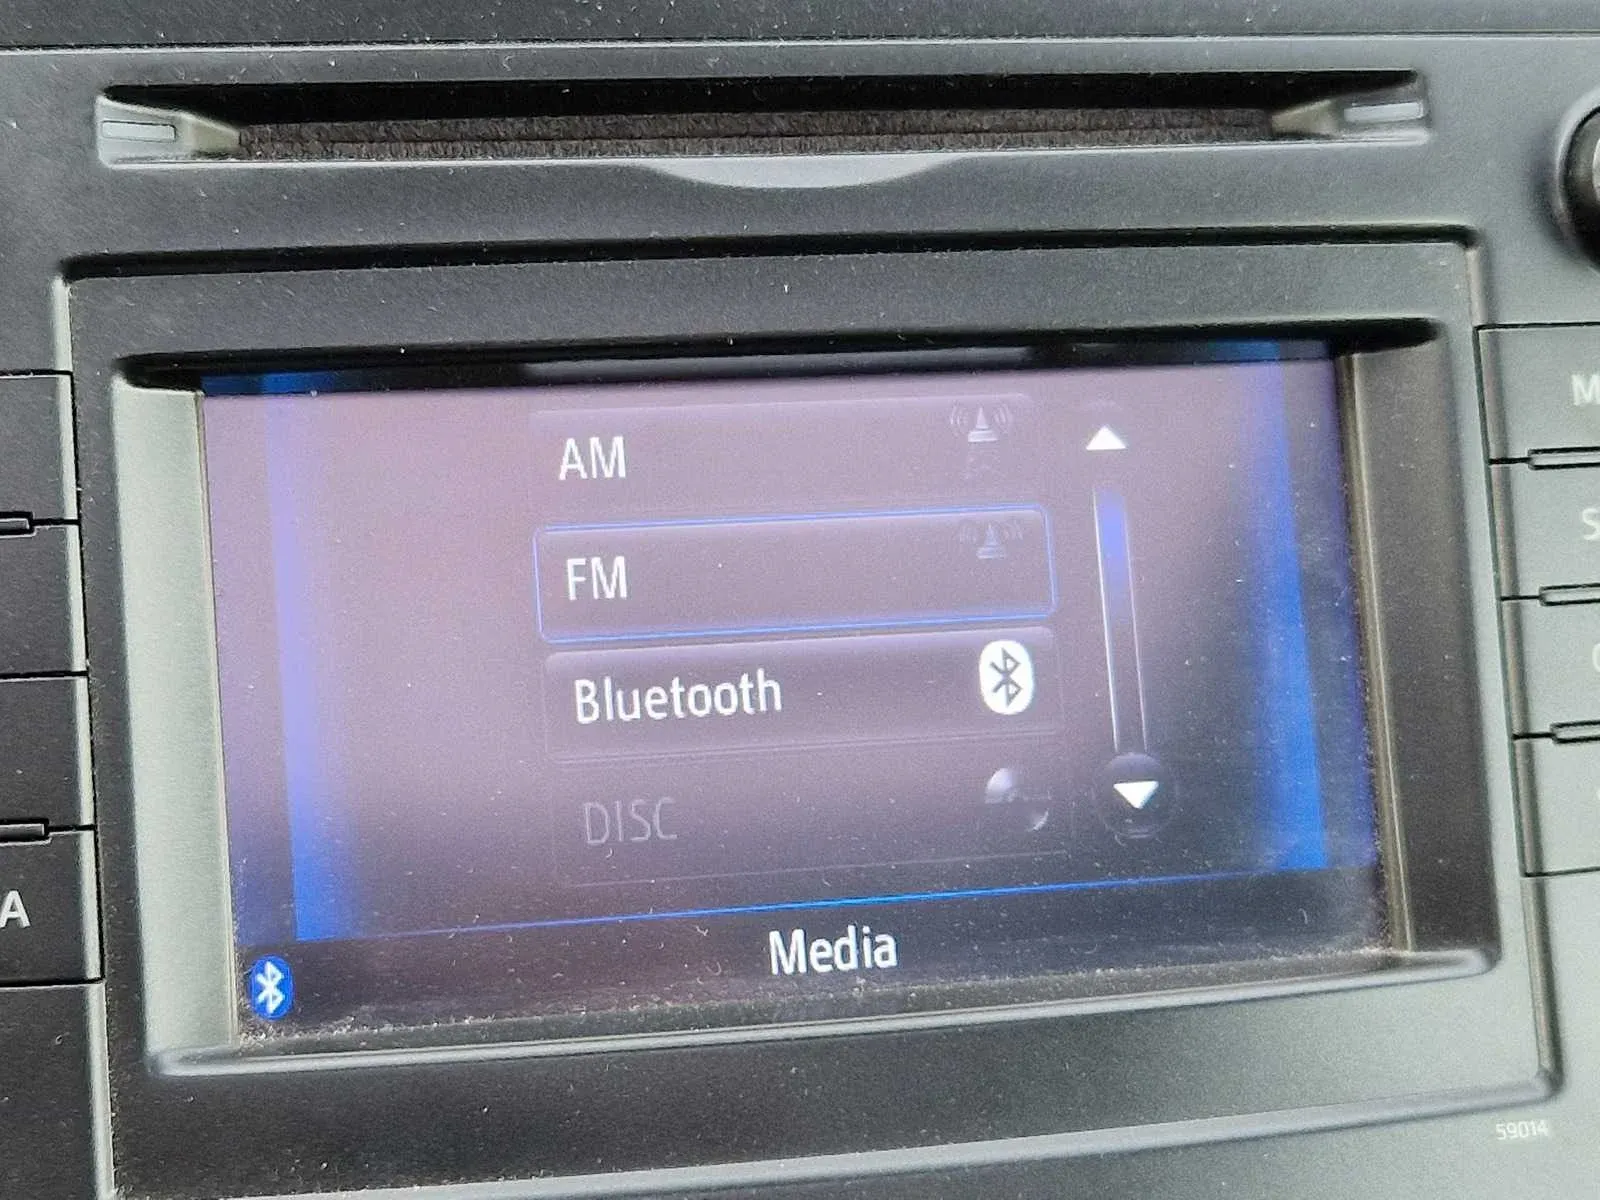 AM
FM
Bluetooth
DISC
Media
A
59014